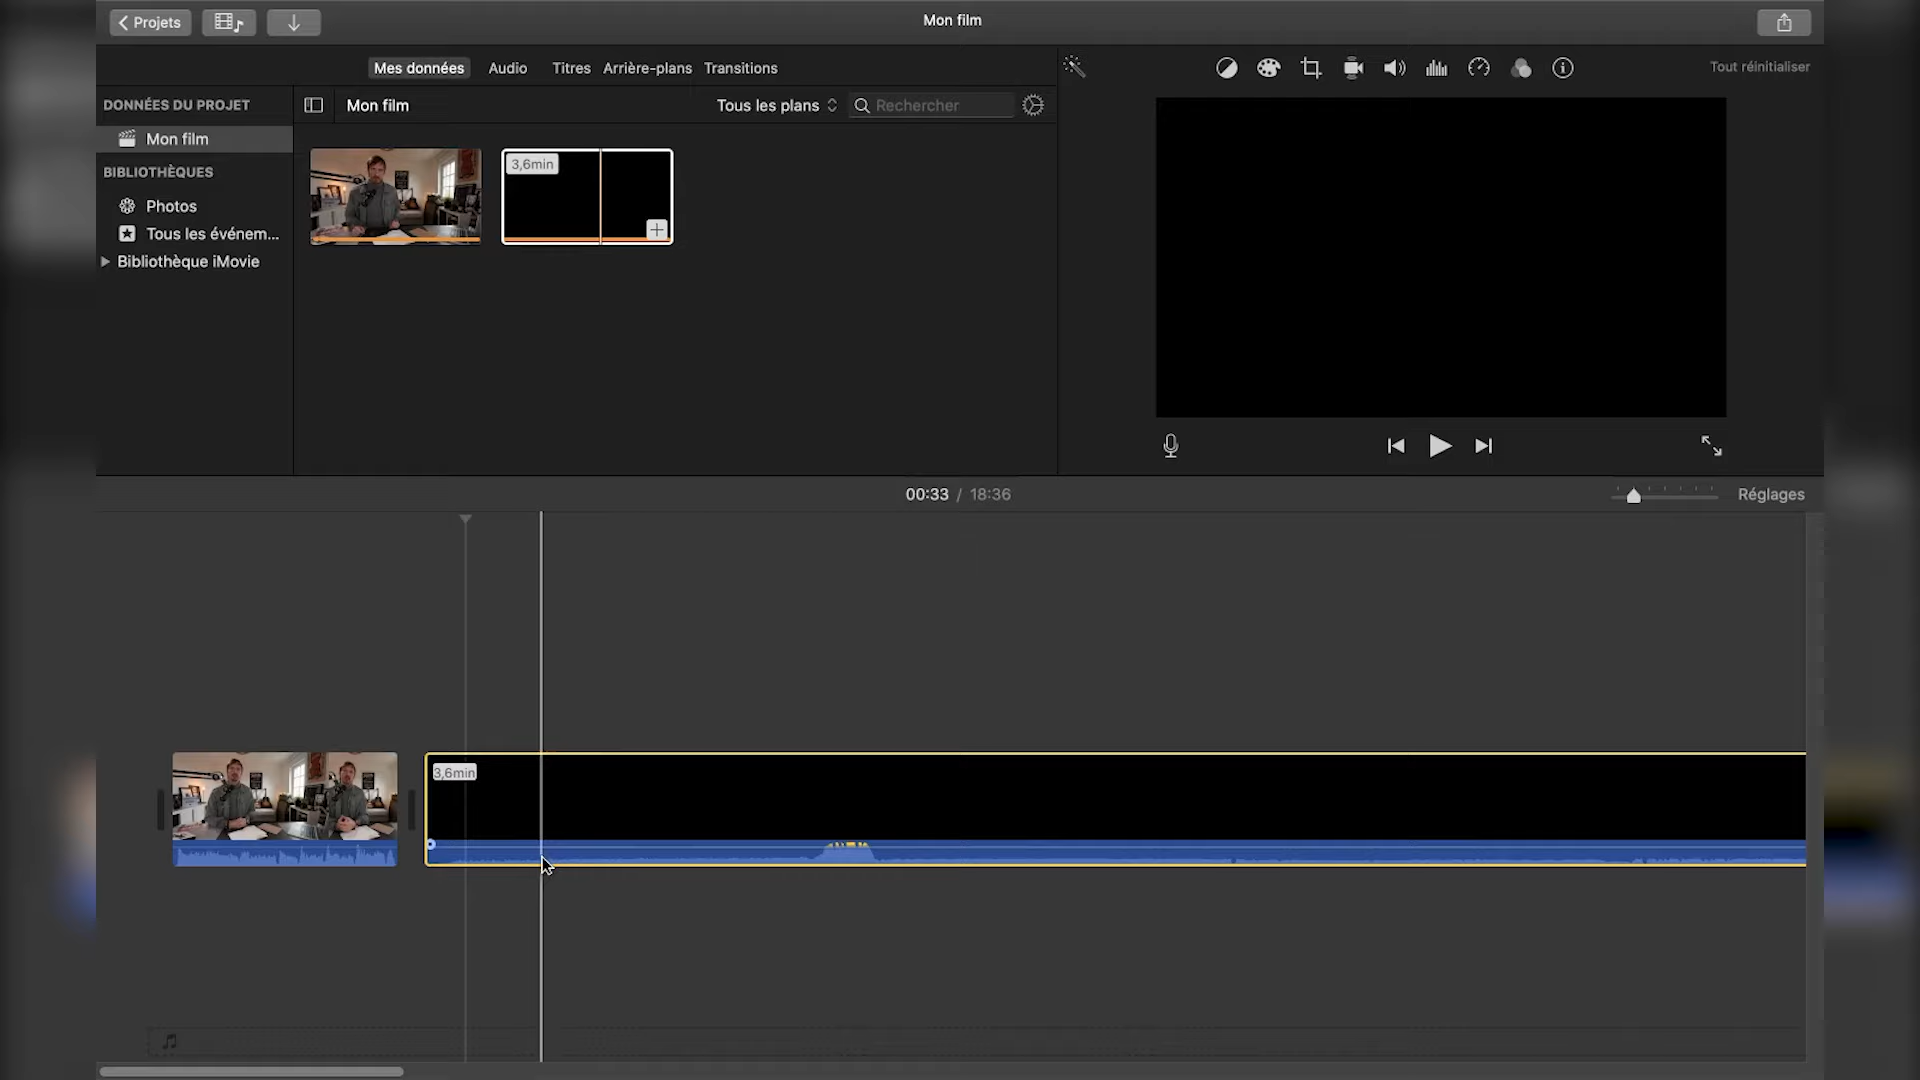 Projets
Mon film
Mes données
Audio
Titres
Arrière-plans
Transitions
Tout réinitialiser
DONNÉES DU PROJET
Mon film
Tous les plans
Rechercher
Mon film
BIBLIOTHÈQUES
3,6min
Photos
Tous les événem...
Bibliothèque iMovie
00:33 / 18:36
Réglages
3,6min